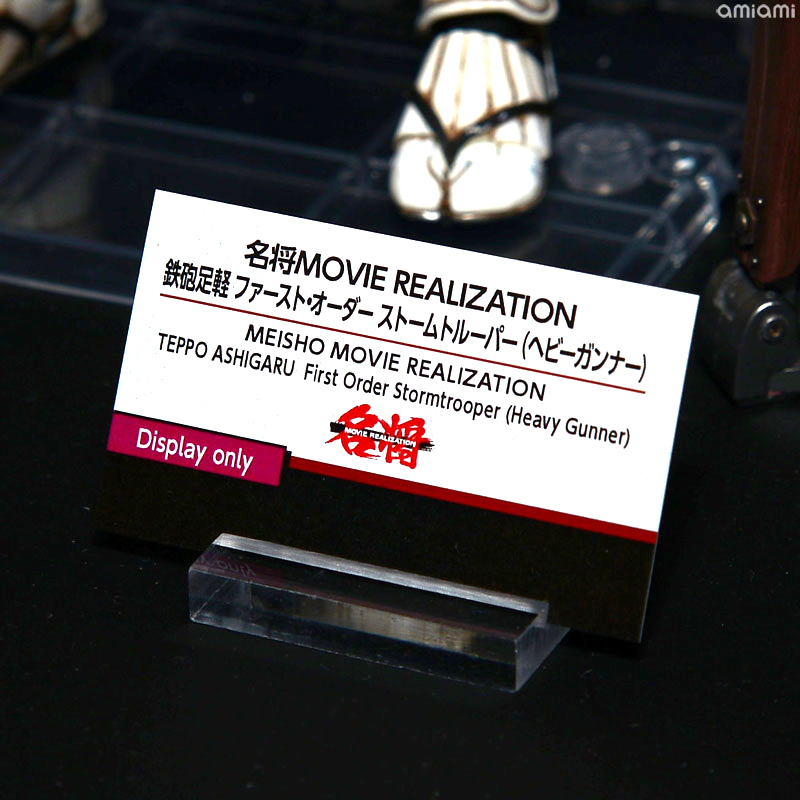 amiami
名将MOVIE REALIZATION
鉄砲足軽 ファースト・オーダー ストームトルーパー (ヘビーガンナー)
MEISHO MOVIE REALIZATION
TEPPO ASHIGARU First Order Stormtrooper (Heavy Gunner)
名将
MOVIE REALIZATION
Display only